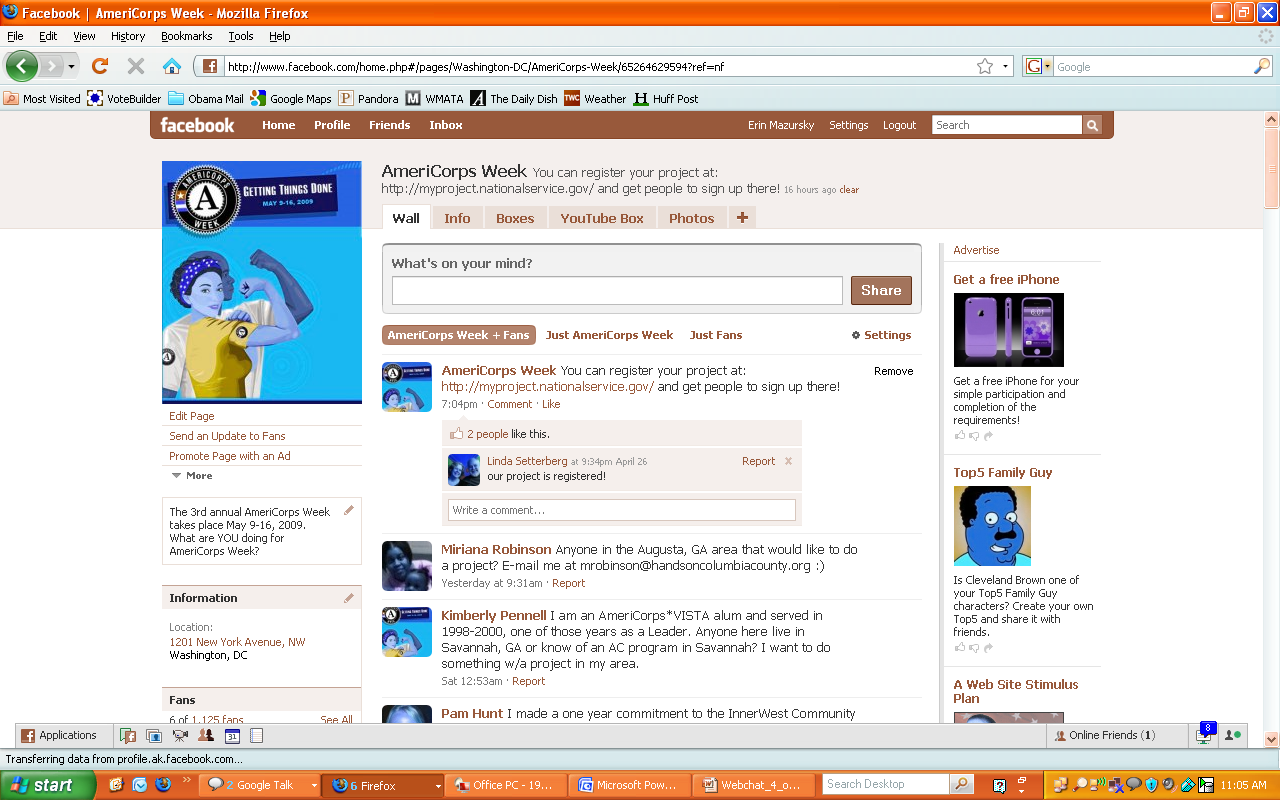 Facebook | AmeriCorps Week - Mozilla Firefox
File Edit View History Bookmarks Tools Help
http://www.facebook.com/home.php#/pages/Washington-DC/AmeriCorps-Week/65264629594?ref=nf
G Google
Most Visited VoteBuilder Obama Mail Google Maps P Pandora M WMATA A The Daily Dish TWC Weather H Huff Post
facebook Home Profile Friends Inbox Erin Mazursky Settings Logout Search
AMERICORPS A WEEK
GETTING THINGS DONE
MAY 9-16, 2009
AmeriCorps Week You can register your project at:
http://myproject.nationalservice.gov/ and get people to sign up there! 16 hours ago clear
Wall Info Boxes YouTube Box Photos +
What's on your mind?
Share
AmeriCorps Week + Fans Just AmeriCorps Week Just Fans Settings
AmeriCorps Week You can register your project at: Remove
http://myproject.nationalservice.gov/ and get people to sign up there!
7:04pm · Comment · Like
2 people like this.
Linda Setterberg at 9:34pm April 26 Report x
our project is registered!
Write a comment...
Miriana Robinson Anyone in the Augusta, GA area that would like to do
a project? E-mail me at mrobinson@handsoncolumbiacounty.org :)
Yesterday at 9:31am · Report
Kimberly Pennell I am an AmeriCorps*VISTA alum and served in
1998-2000, one of those years as a Leader. Anyone here live in
Savannah, GA or know of an AC program in Savannah? I want to do
something w/a project in my area.
Sat 12:53am · Report
Pam Hunt I made a one year commitment to the InnerWest Community
Edit Page
Send an Update to Fans
Promote Page with an Ad
More
The 3rd annual AmeriCorps Week
takes place May 9-16, 2009.
What are YOU doing for
AmeriCorps Week?
Information
Location:
1201 New York Avenue, NW
Washington, DC
Fans
6 of 1,125 fans See All
Advertise
Get a free iPhone
Get a free iPhone for your
simple participation and
completion of the
requirements!
Top5 Family Guy
Is Cleveland Brown one of
your Top5 Family Guy
characters? Create your own
Top5 and share it with
friends.
A Web Site Stimulus
Plan
Applications 31 Online Friends (1) 8
Transferring data from profile.ak.facebook.com...
start 2 Google Talk 6 Firefox Office PC - 19... Microsoft Pow... Webchat_4_o... Search Desktop 11:05 AM